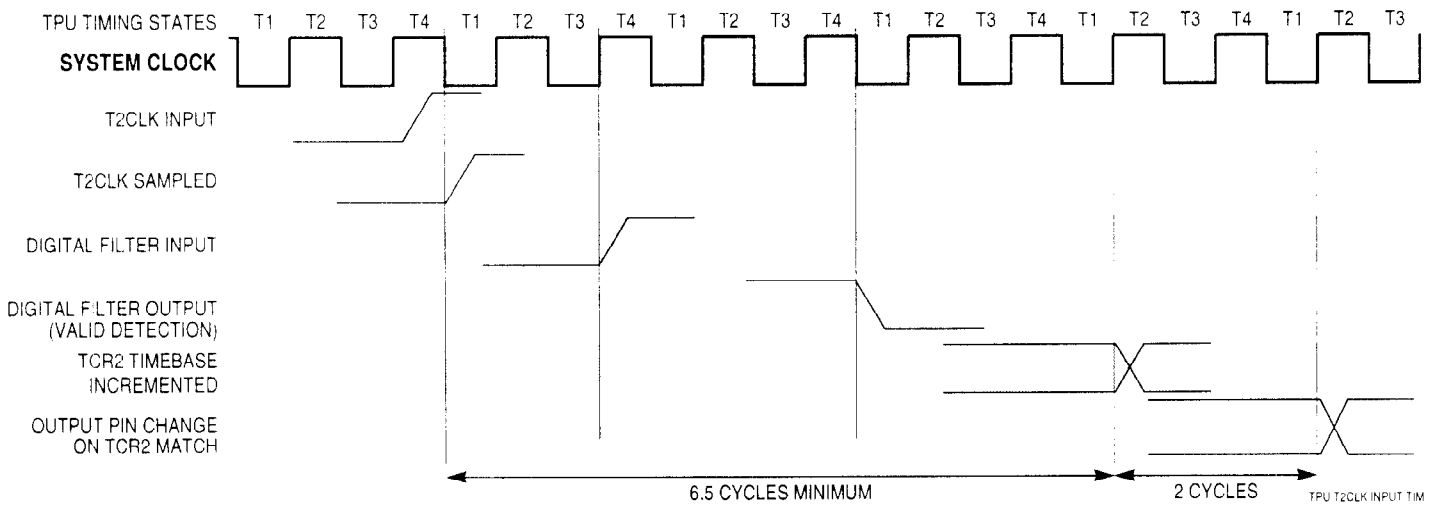 TPU TIMING STATES T1 T2 T3 T4 T1 T2 T3 T4 T1 T2 T3 T4 T1 T2 T3 T4 T1 T2 T3 T4 T1 T2 T3
SYSTEM CLOCK
T2CLK INPUT
T2CLK SAMPLED
DIGITAL FILTER INPUT
DIGITAL FILTER OUTPUT
(VALID DETECTION)
TCR2 TIMEBASE
INCREMENTED
OUTPUT PIN CHANGE
ON TCR2 MATCH
6.5 CYCLES MINIMUM
2 CYCLES
TPU T2CLK INPUT TIM